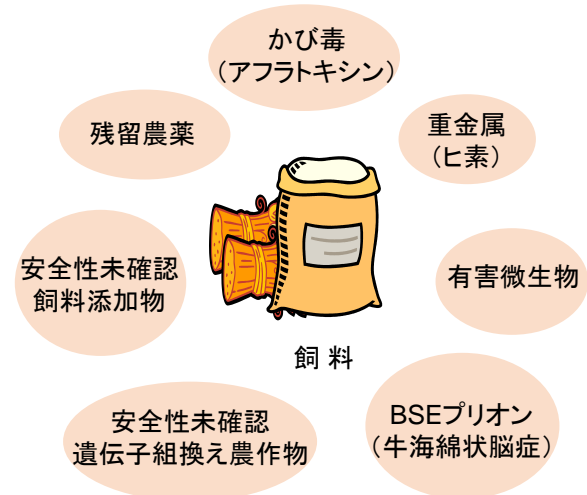 かび毒
（アフラトキシン）
残留農薬
重金属
（ヒ素）
安全性未確認
飼料添加物
有害微生物
飼 料
安全性未確認
遺伝子組換え農作物
BSEプリオン
（牛海綿状脳症）